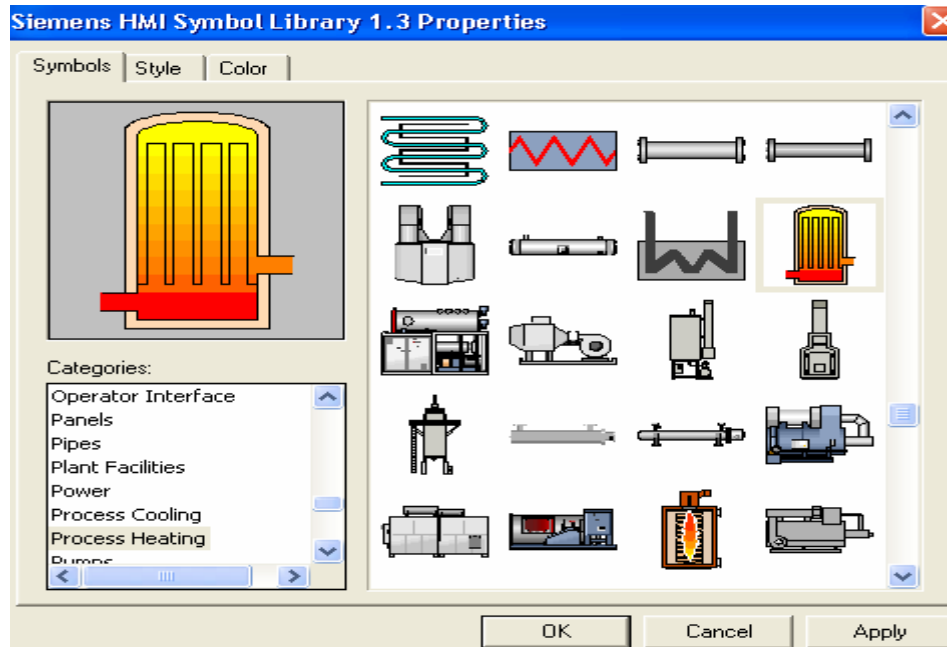 Siemens HMI Symbol Library 1.3 Properties
Symbols Style Color
Categories:
Operator Interface
Panels
Pipes
Plant Facilities
Power
Process Cooling
Process Heating
Pumps
OK Cancel Apply